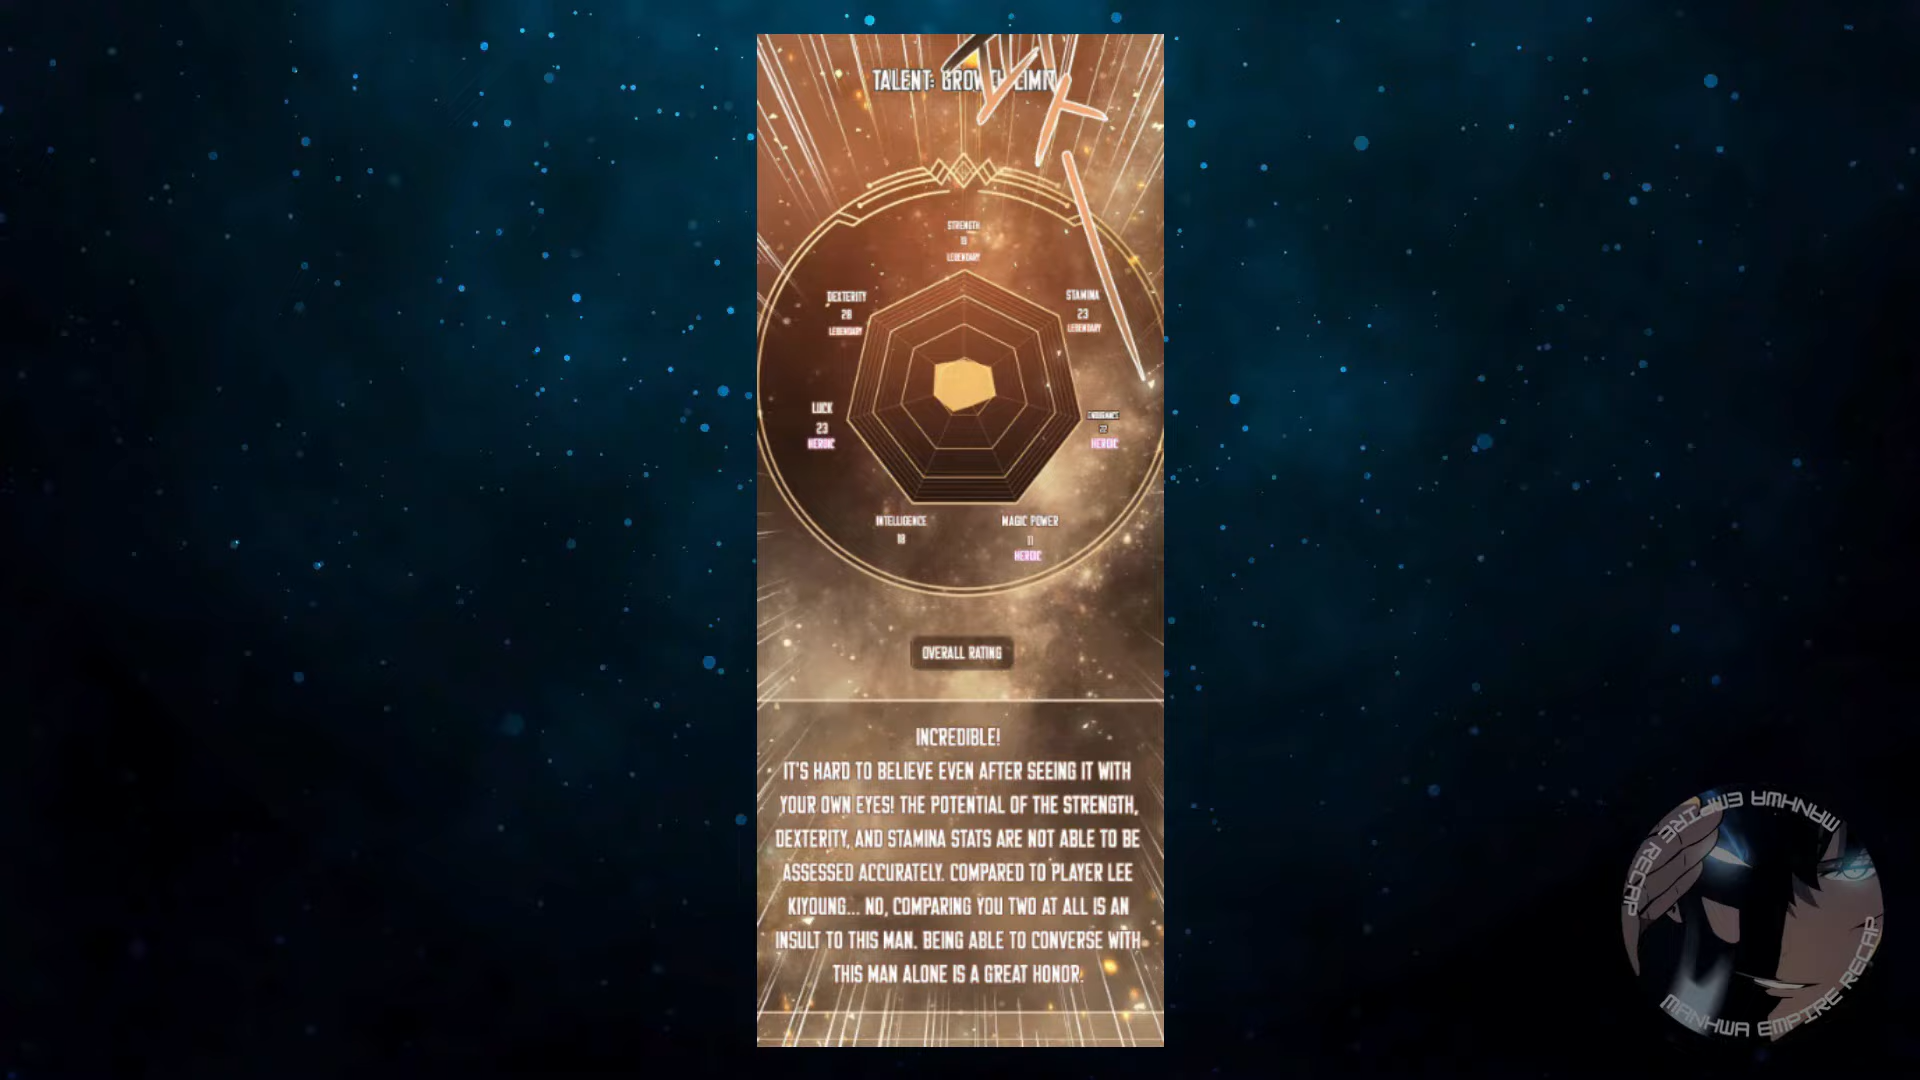 TALENT: GROWTH LIMIT
STRENGTH
LEGENDARY
DEXTERITY
28
LEGENDARY
STAMINA
23
LEGENDARY
LUCK
23
HEROIC
22
HEROIC
INTELLIGENCE
18
MAGIC POWER
11
HEROIC
OVERALL RATING
INCREDIBLE!
IT'S HARD TO BELIEVE EVEN AFTER SEEING IT WITH
YOUR OWN EYES! THE POTENTIAL OF THE STRENGTH,
DEXTERITY, AND STAMINA STATS ARE NOT ABLE TO BE
ASSESSED ACCURATELY. COMPARED TO PLAYER LEE
KIYOUNG... NO, COMPARING YOU TWO AT ALL IS AN
INSULT TO THIS MAN. BEING ABLE TO CONVERSE WITH
THIS MAN ALONE IS A GREAT HONOR.
MANHWA EMPIRE RECAP
MANHWA EMPIRE RECAP